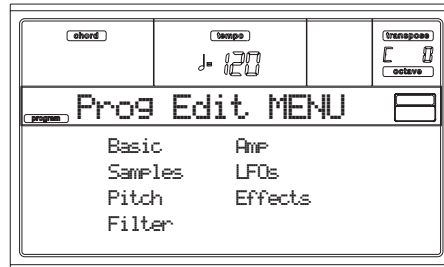 chord tempo transpose
♩= 120 C 0
octave
program Prog Edit MENU
Basic Amp
Samples LFOs
Pitch Effects
Filter